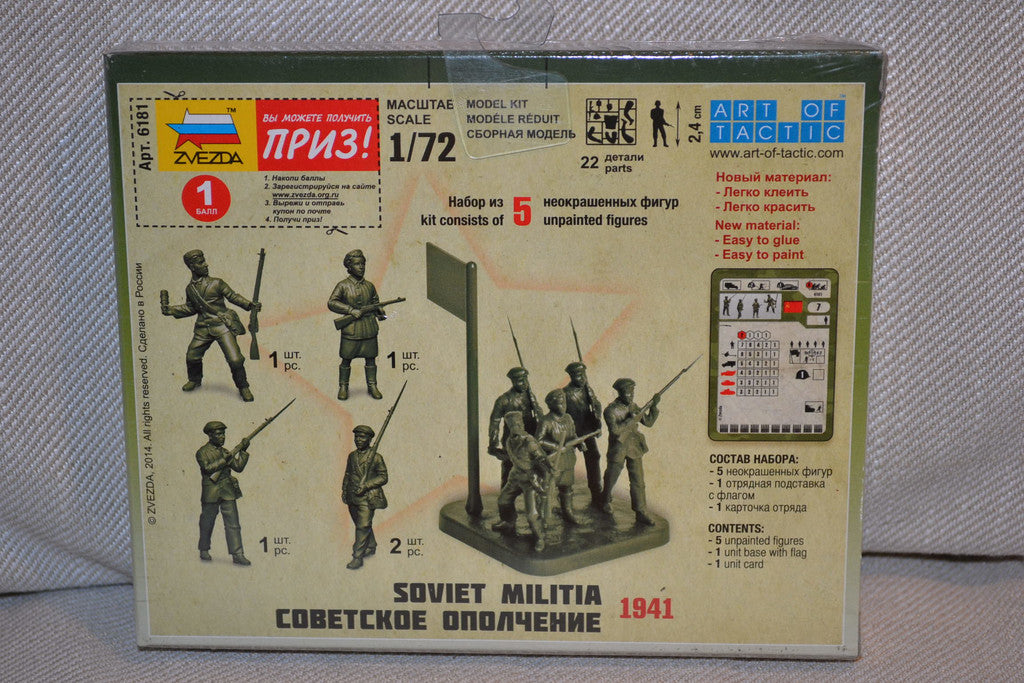 Арт. 6181
ZVEZDA™
ВЫ МОЖЕТЕ ПОЛУЧИТЬ
ПРИЗ!
1
БАЛЛ
1. Накопи баллы
2. Зарегистрируйся на сайте
www.zvezda.org.ru
3. Вырежи и отправь
купон по почте
4. Получи приз!
МАСШТАБ
SCALE
1/72
MODEL KIT
MODÈLE RÉDUIT
СБОРНАЯ МОДЕЛЬ
22 детали
parts
2,4 cm
ART OF
TACTIC
www.art-of-tactic.com
Набор из 5 неокрашенных фигур
kit consists of unpainted figures
Новый материал:
- Легко клеить
- Легко красить
New material:
- Easy to glue
- Easy to paint
7
1 шт.
pc.
1 шт.
pc.
1 шт.
pc.
2 шт.
pc.
СОСТАВ НАБОРА:
- 5 неокрашенных фигур
- 1 отрядная подставка
с флагом
- 1 карточка отряда
CONTENTS:
- 5 unpainted figures
- 1 unit base with flag
- 1 unit card
© ZVEZDA, 2014. All rights reserved. Сделано в России
SOVIET MILITIA
СОВЕТСКОЕ ОПОЛЧЕНИЕ
1941